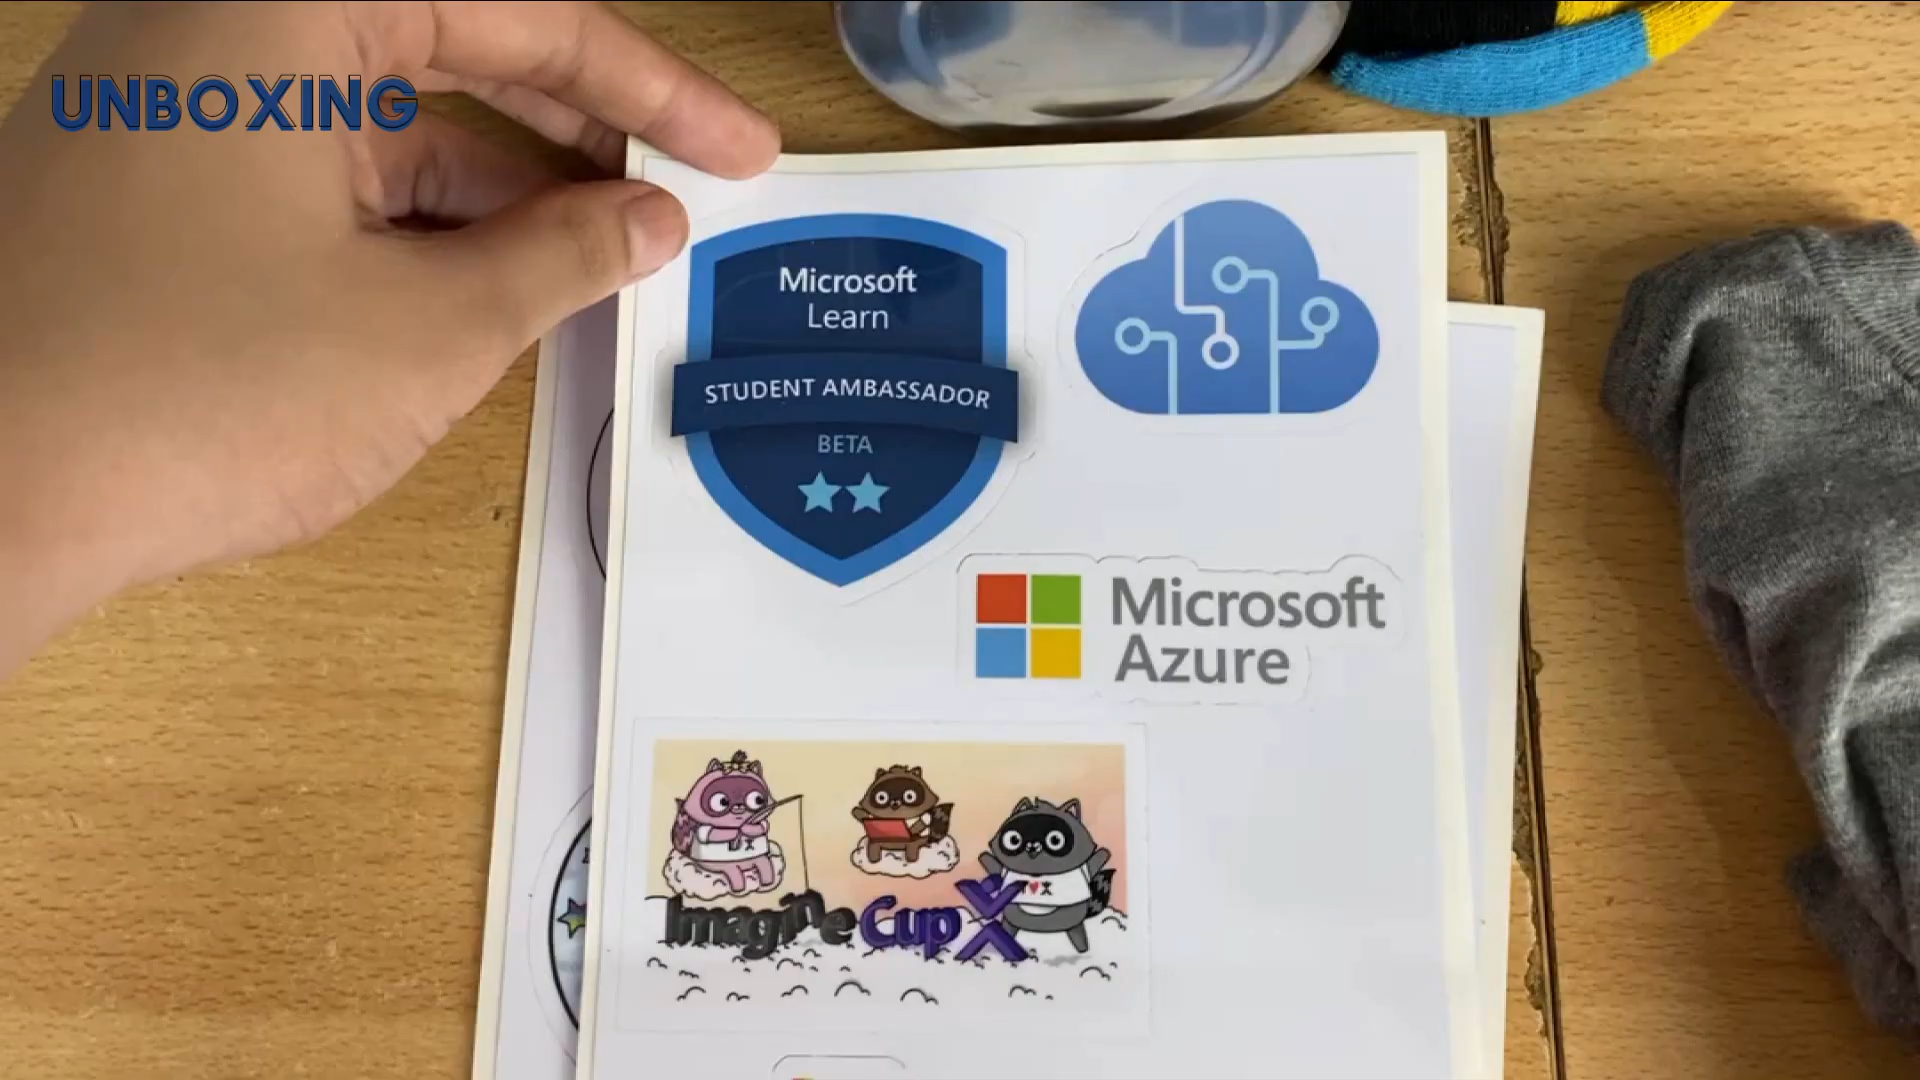 UNBOXING
Microsoft
Learn
STUDENT AMBASSADOR
BETA
Microsoft
Azure
Imagine Cup